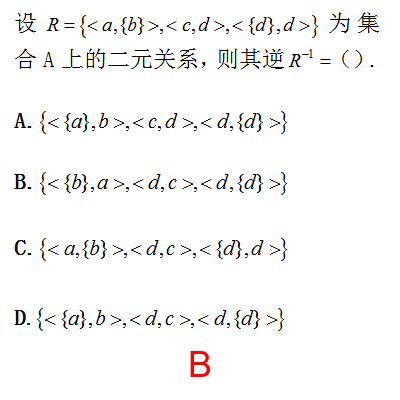 设 R={<a,{b}>,<c,d>,<{d},d>} 为集
合 A 上的二元关系，则其逆 R⁻¹ =（）.
A. {<{a},b>,<c,d>,<d,{d}>}
B. {<{b},a>,<d,c>,<d,{d}>}
C. {<a,{b}>,<d,c>,<{d},d>}
D. {<{a},b>,<d,c>,<d,{d}>}
B